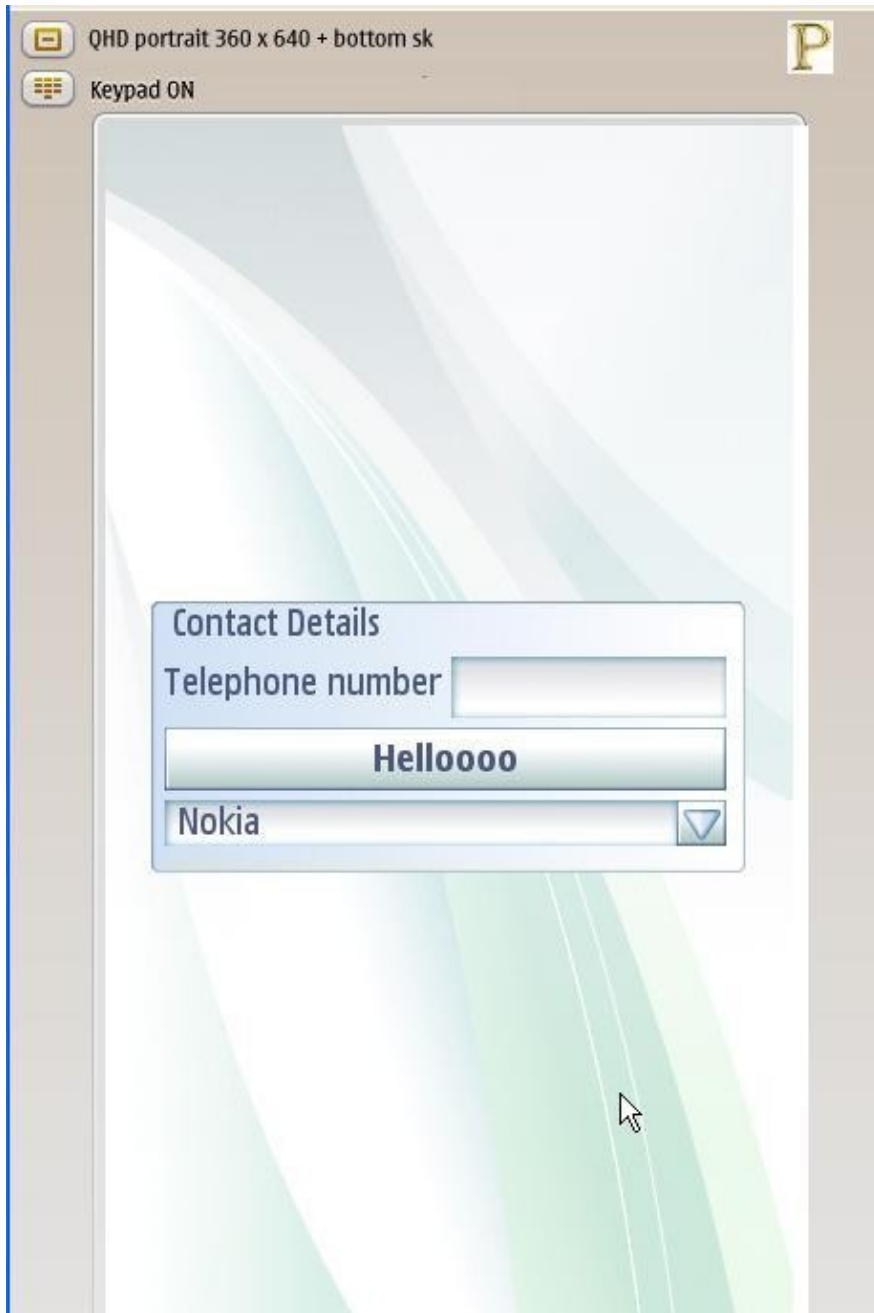 QHD portrait 360 x 640 + bottom sk
P
Keypad ON
Contact Details
Telephone number
Helloooo
Nokia